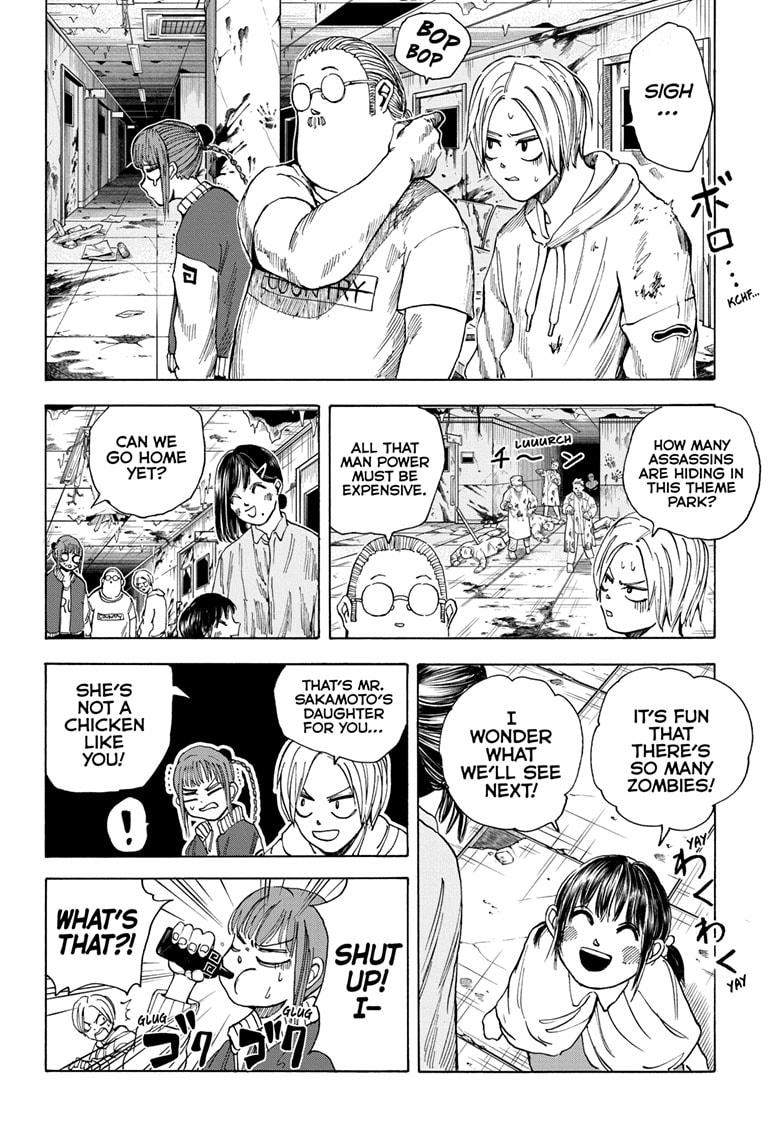 SIGH
...
BOP
BOP
ボロ...
KCHF...
COUNTRY
HOW MANY
ASSASSINS
ARE HIDING IN
THIS THEME
PARK?
LUUURCH
チ〜ン
ALL THAT
MAN POWER
MUST BE
EXPENSIVE.
CAN WE
GO HOME
YET?
COUNTRY
IT'S FUN
THAT
THERE'S
SO MANY
ZOMBIES!
I
WONDER
WHAT
WE'LL SEE
NEXT!
YAY
わくわく
YAY
THAT'S MR.
SAKAMOTO'S
DAUGHTER
FOR YOU...
SHE'S
NOT A
CHICKEN
LIKE
YOU!
!
SHUT
UP!
I-
GLUG
ゴク
GLUG
ゴク
WHAT'S
THAT?!